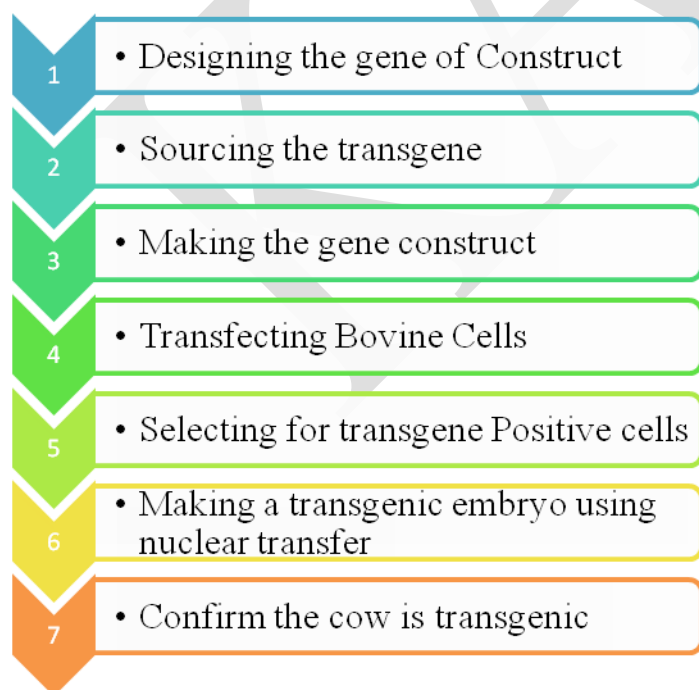 1
• Designing the gene of Construct
2
• Sourcing the transgene
3
• Making the gene construct
4
• Transfecting Bovine Cells
5
• Selecting for transgene Positive cells
6
• Making a transgenic embryo using
nuclear transfer
7
• Confirm the cow is transgenic